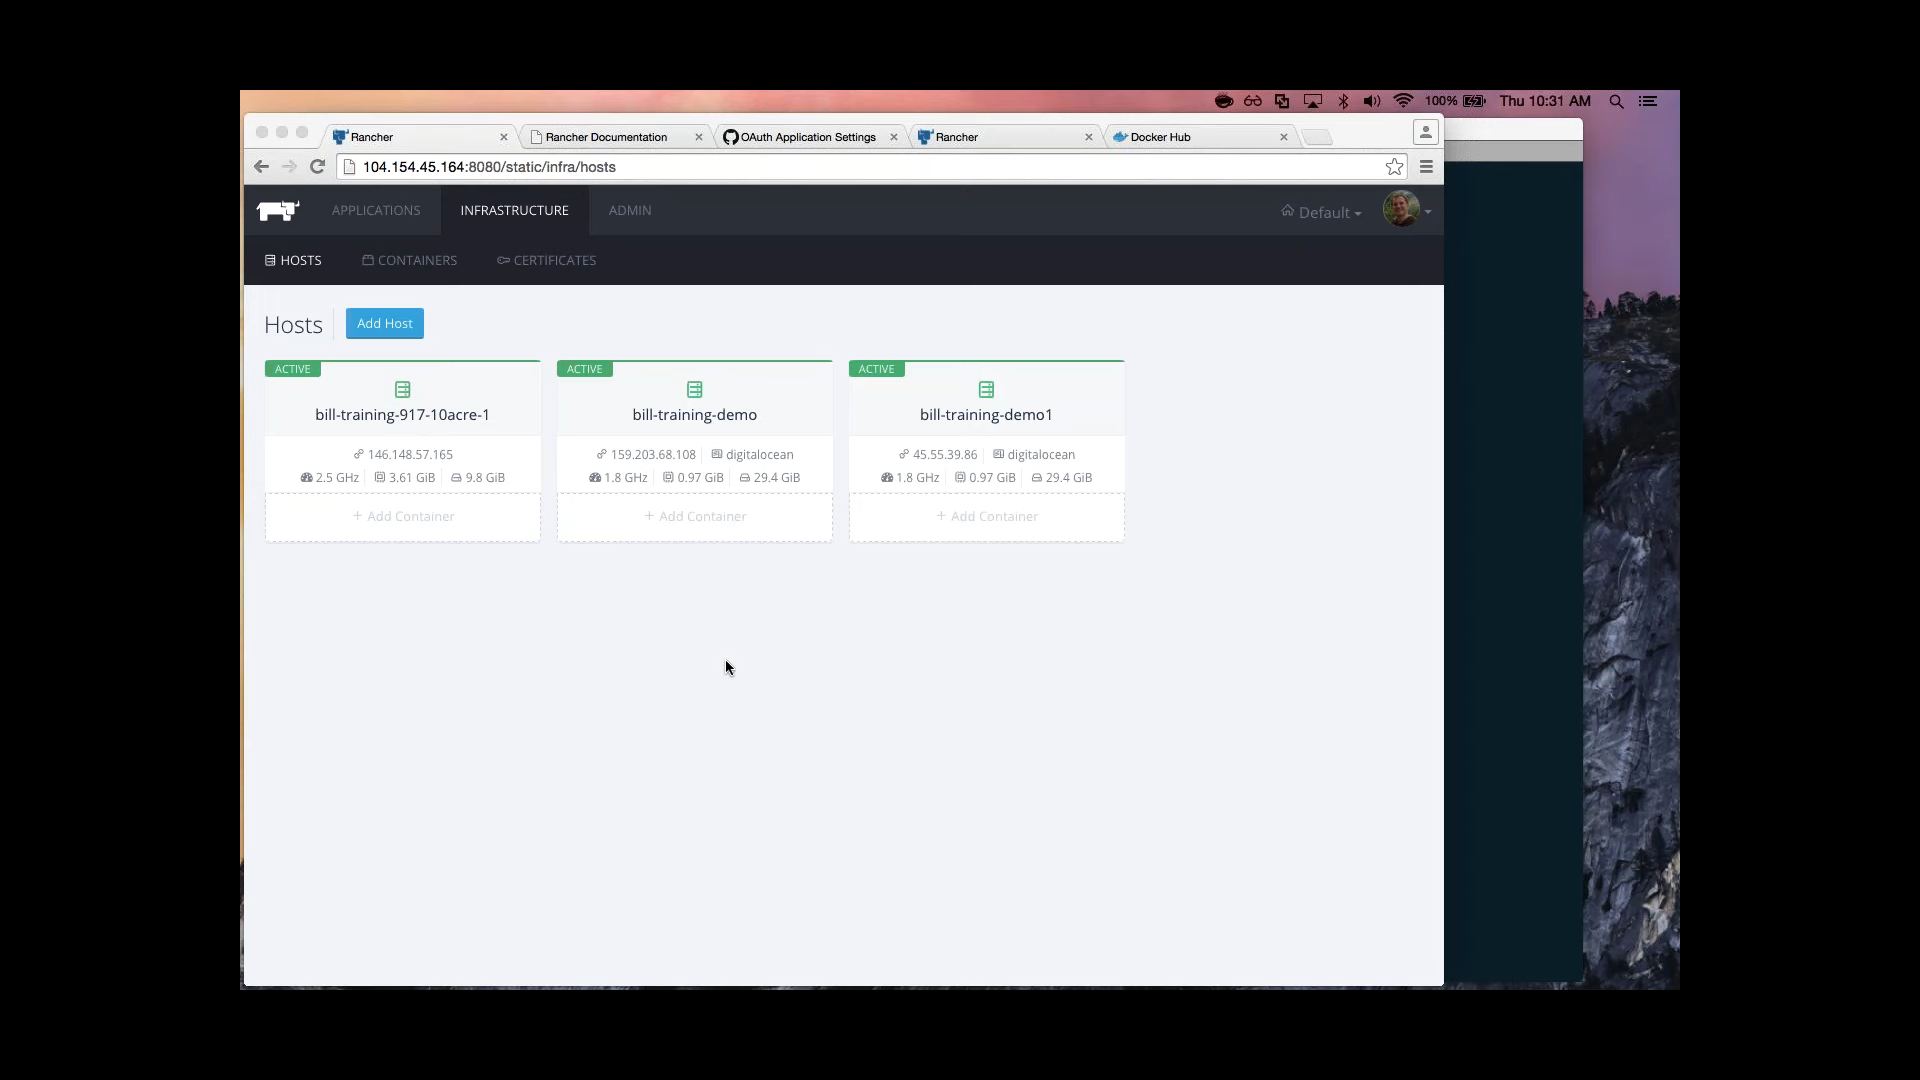 100% Thu 10:31 AM
Rancher Rancher Documentation OAuth Application Settings Rancher Docker Hub
104.154.45.164:8080/static/infra/hosts
APPLICATIONS INFRASTRUCTURE ADMIN Default
HOSTS CONTAINERS CERTIFICATES
Hosts Add Host
ACTIVE ACTIVE ACTIVE
bill-training-917-10acre-1 bill-training-demo bill-training-demo1
146.148.57.165 159.203.68.108 digitalocean 45.55.39.86 digitalocean
2.5 GHz 3.61 GiB 9.8 GiB 1.8 GHz 0.97 GiB 29.4 GiB 1.8 GHz 0.97 GiB 29.4 GiB
+ Add Container + Add Container + Add Container